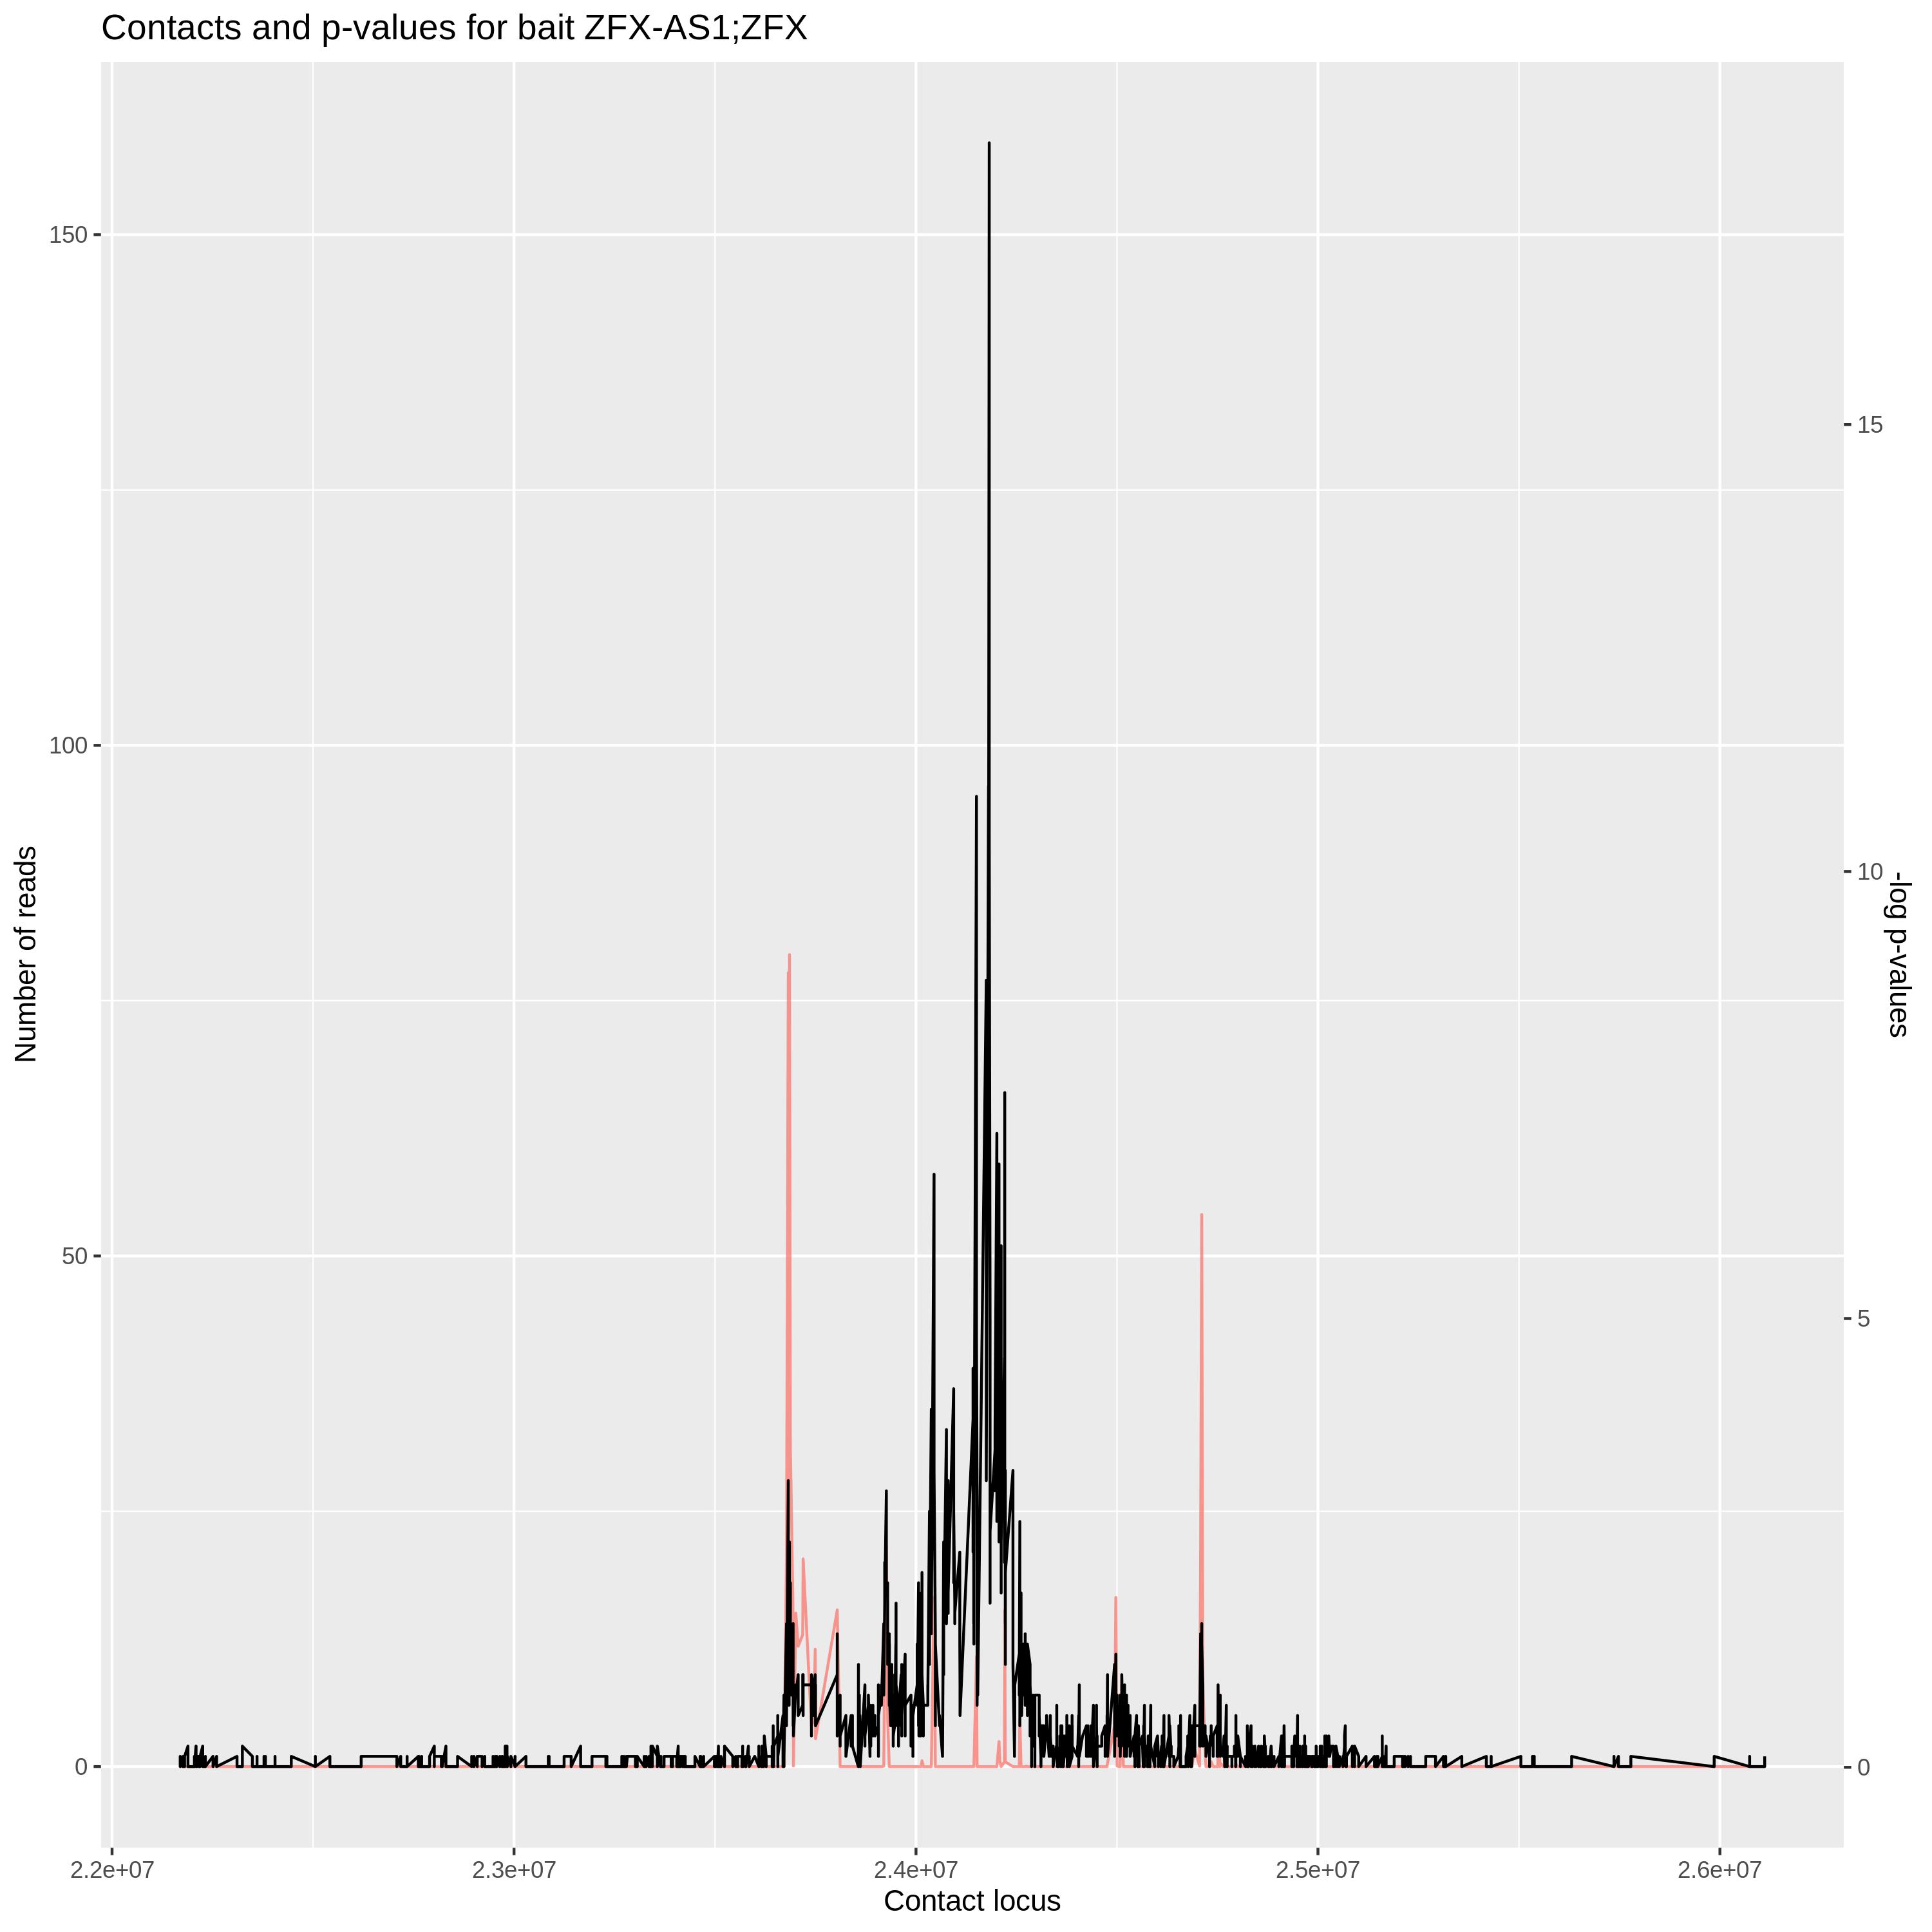 Contacts and p-values for bait ZFX-AS1;ZFX
150
100
50
0
Number of reads
15
10
5
0
-log p-values
2.2e+07
2.3e+07
2.4e+07
2.5e+07
2.6e+07
Contact locus